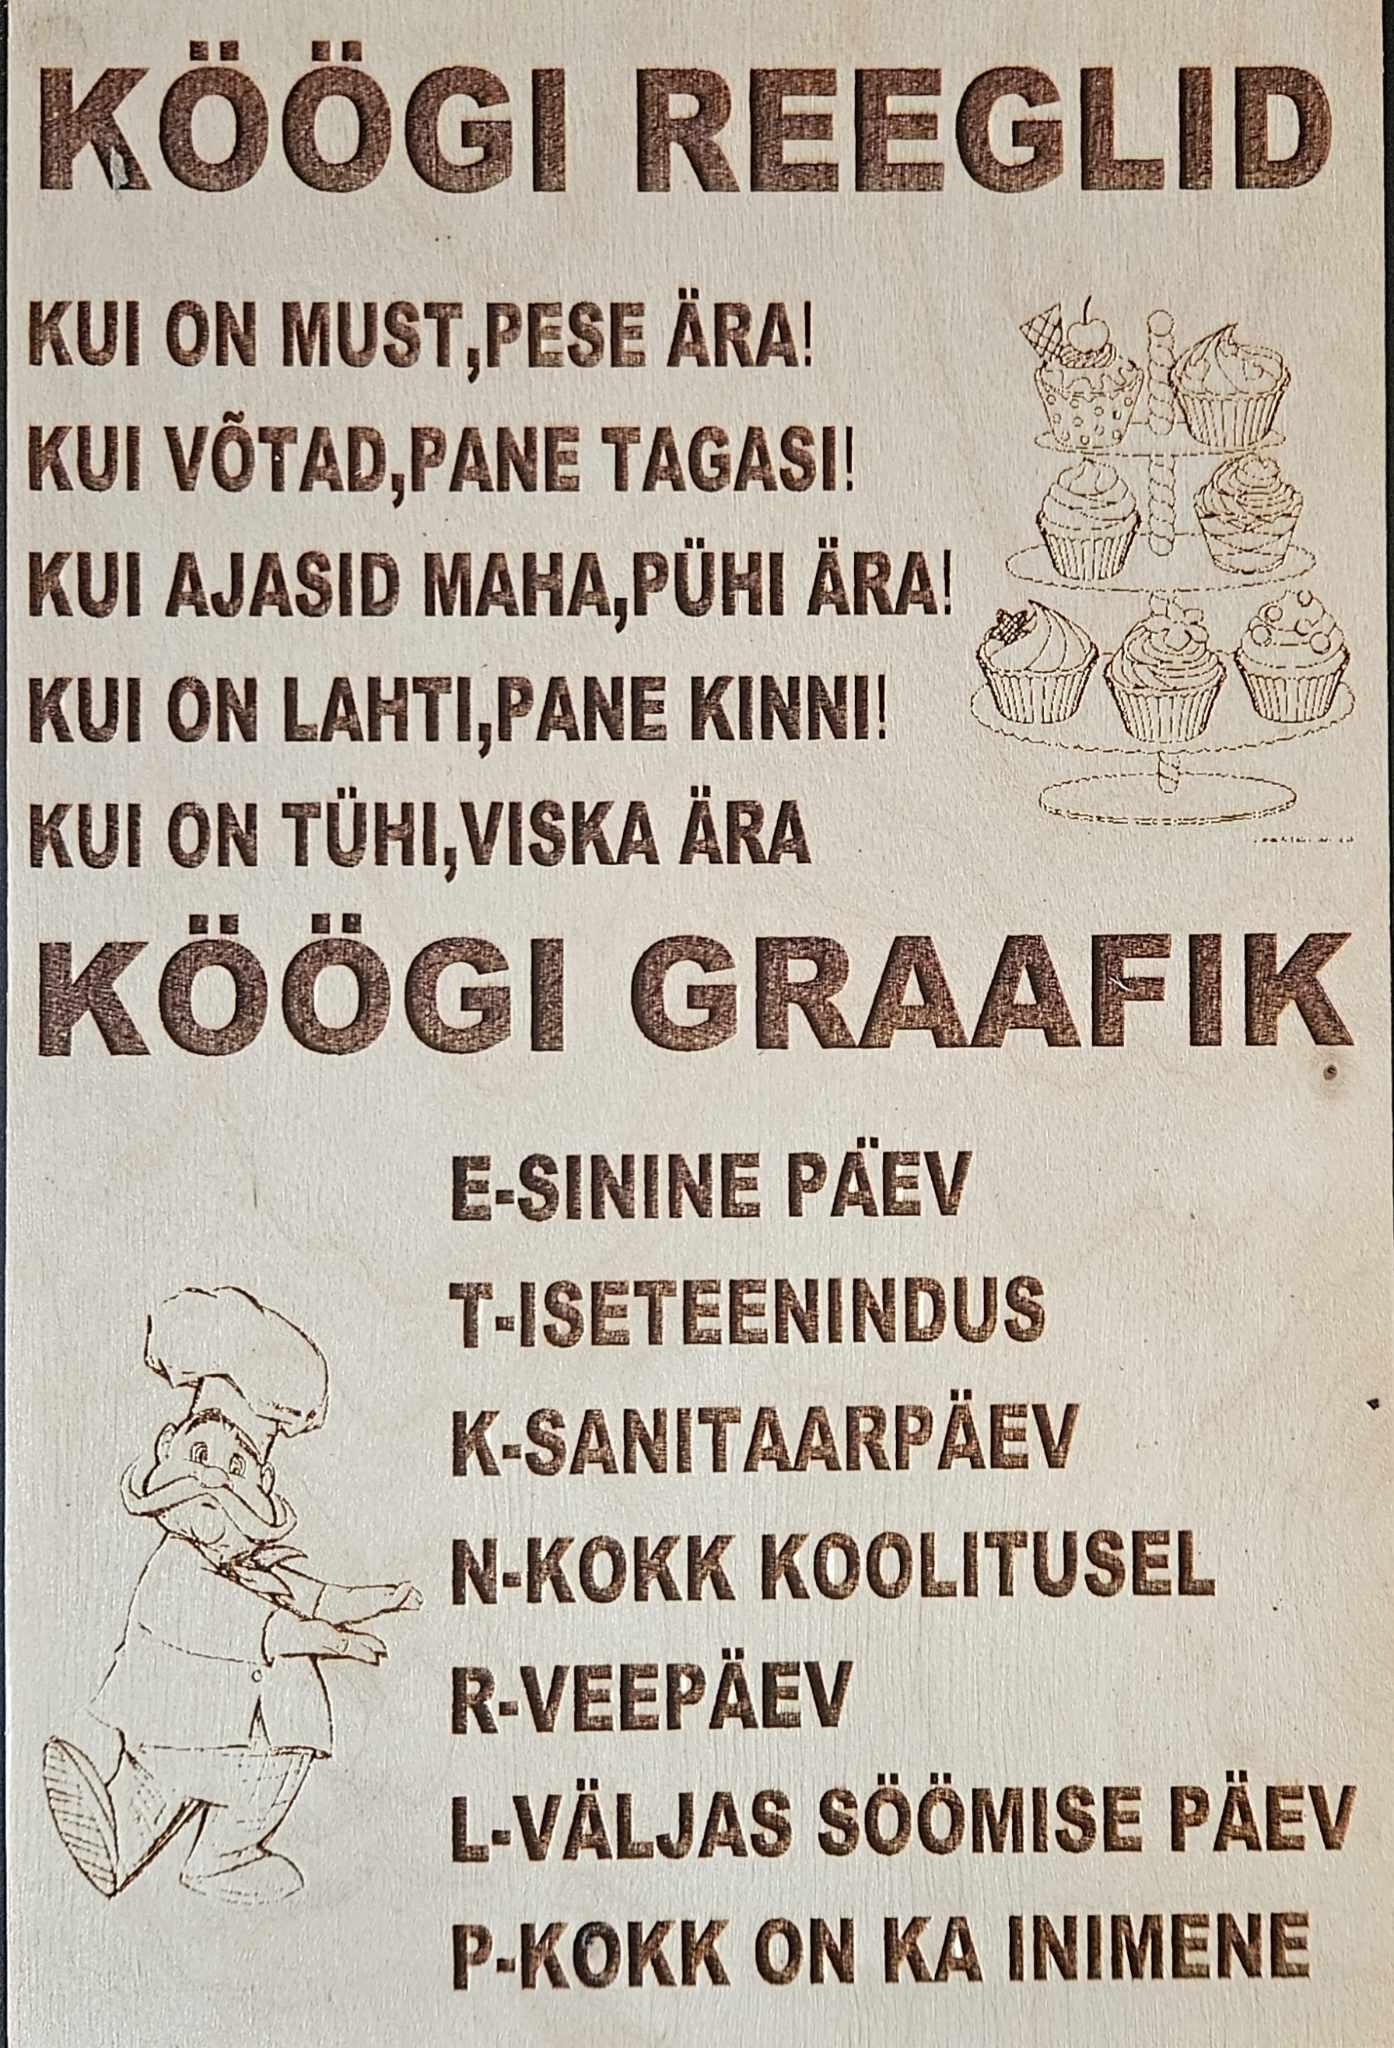 KÖÖGI REEGLID
KUI ON MUST,PESE ÄRA!
KUI VÕTAD,PANE TAGASI!
KUI AJASID MAHA,PÜHI ÄRA!
KUI ON LAHTI,PANE KINNI!
KUI ON TÜHI,VISKA ÄRA
KÖÖGI GRAAFIK
E-SININE PÄEV
T-ISETEENINDUS
K-SANITAARPÄEV
N-KOKK KOOLITUSEL
R-VEEPÄEV
L-VÄLJAS SÖÖMISE PÄEV
P-KOKK ON KA INIMENE